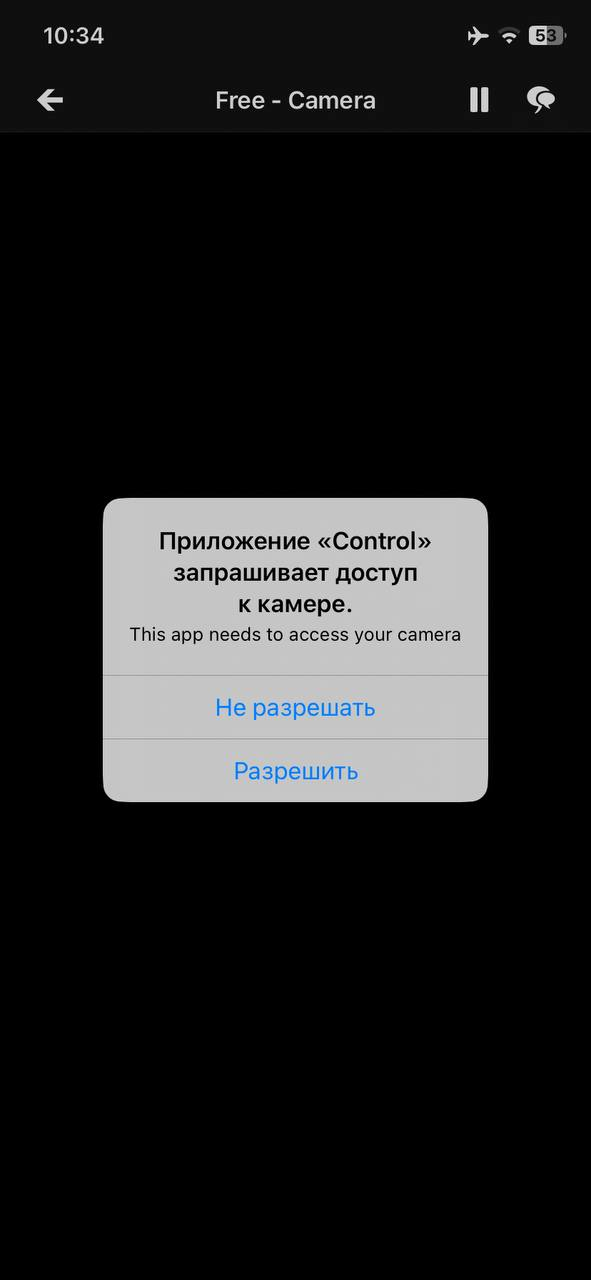 10:34
53
Free - Camera
Приложение «Control»
запрашивает доступ
к камере.
This app needs to access your camera
Не разрешать
Разрешить